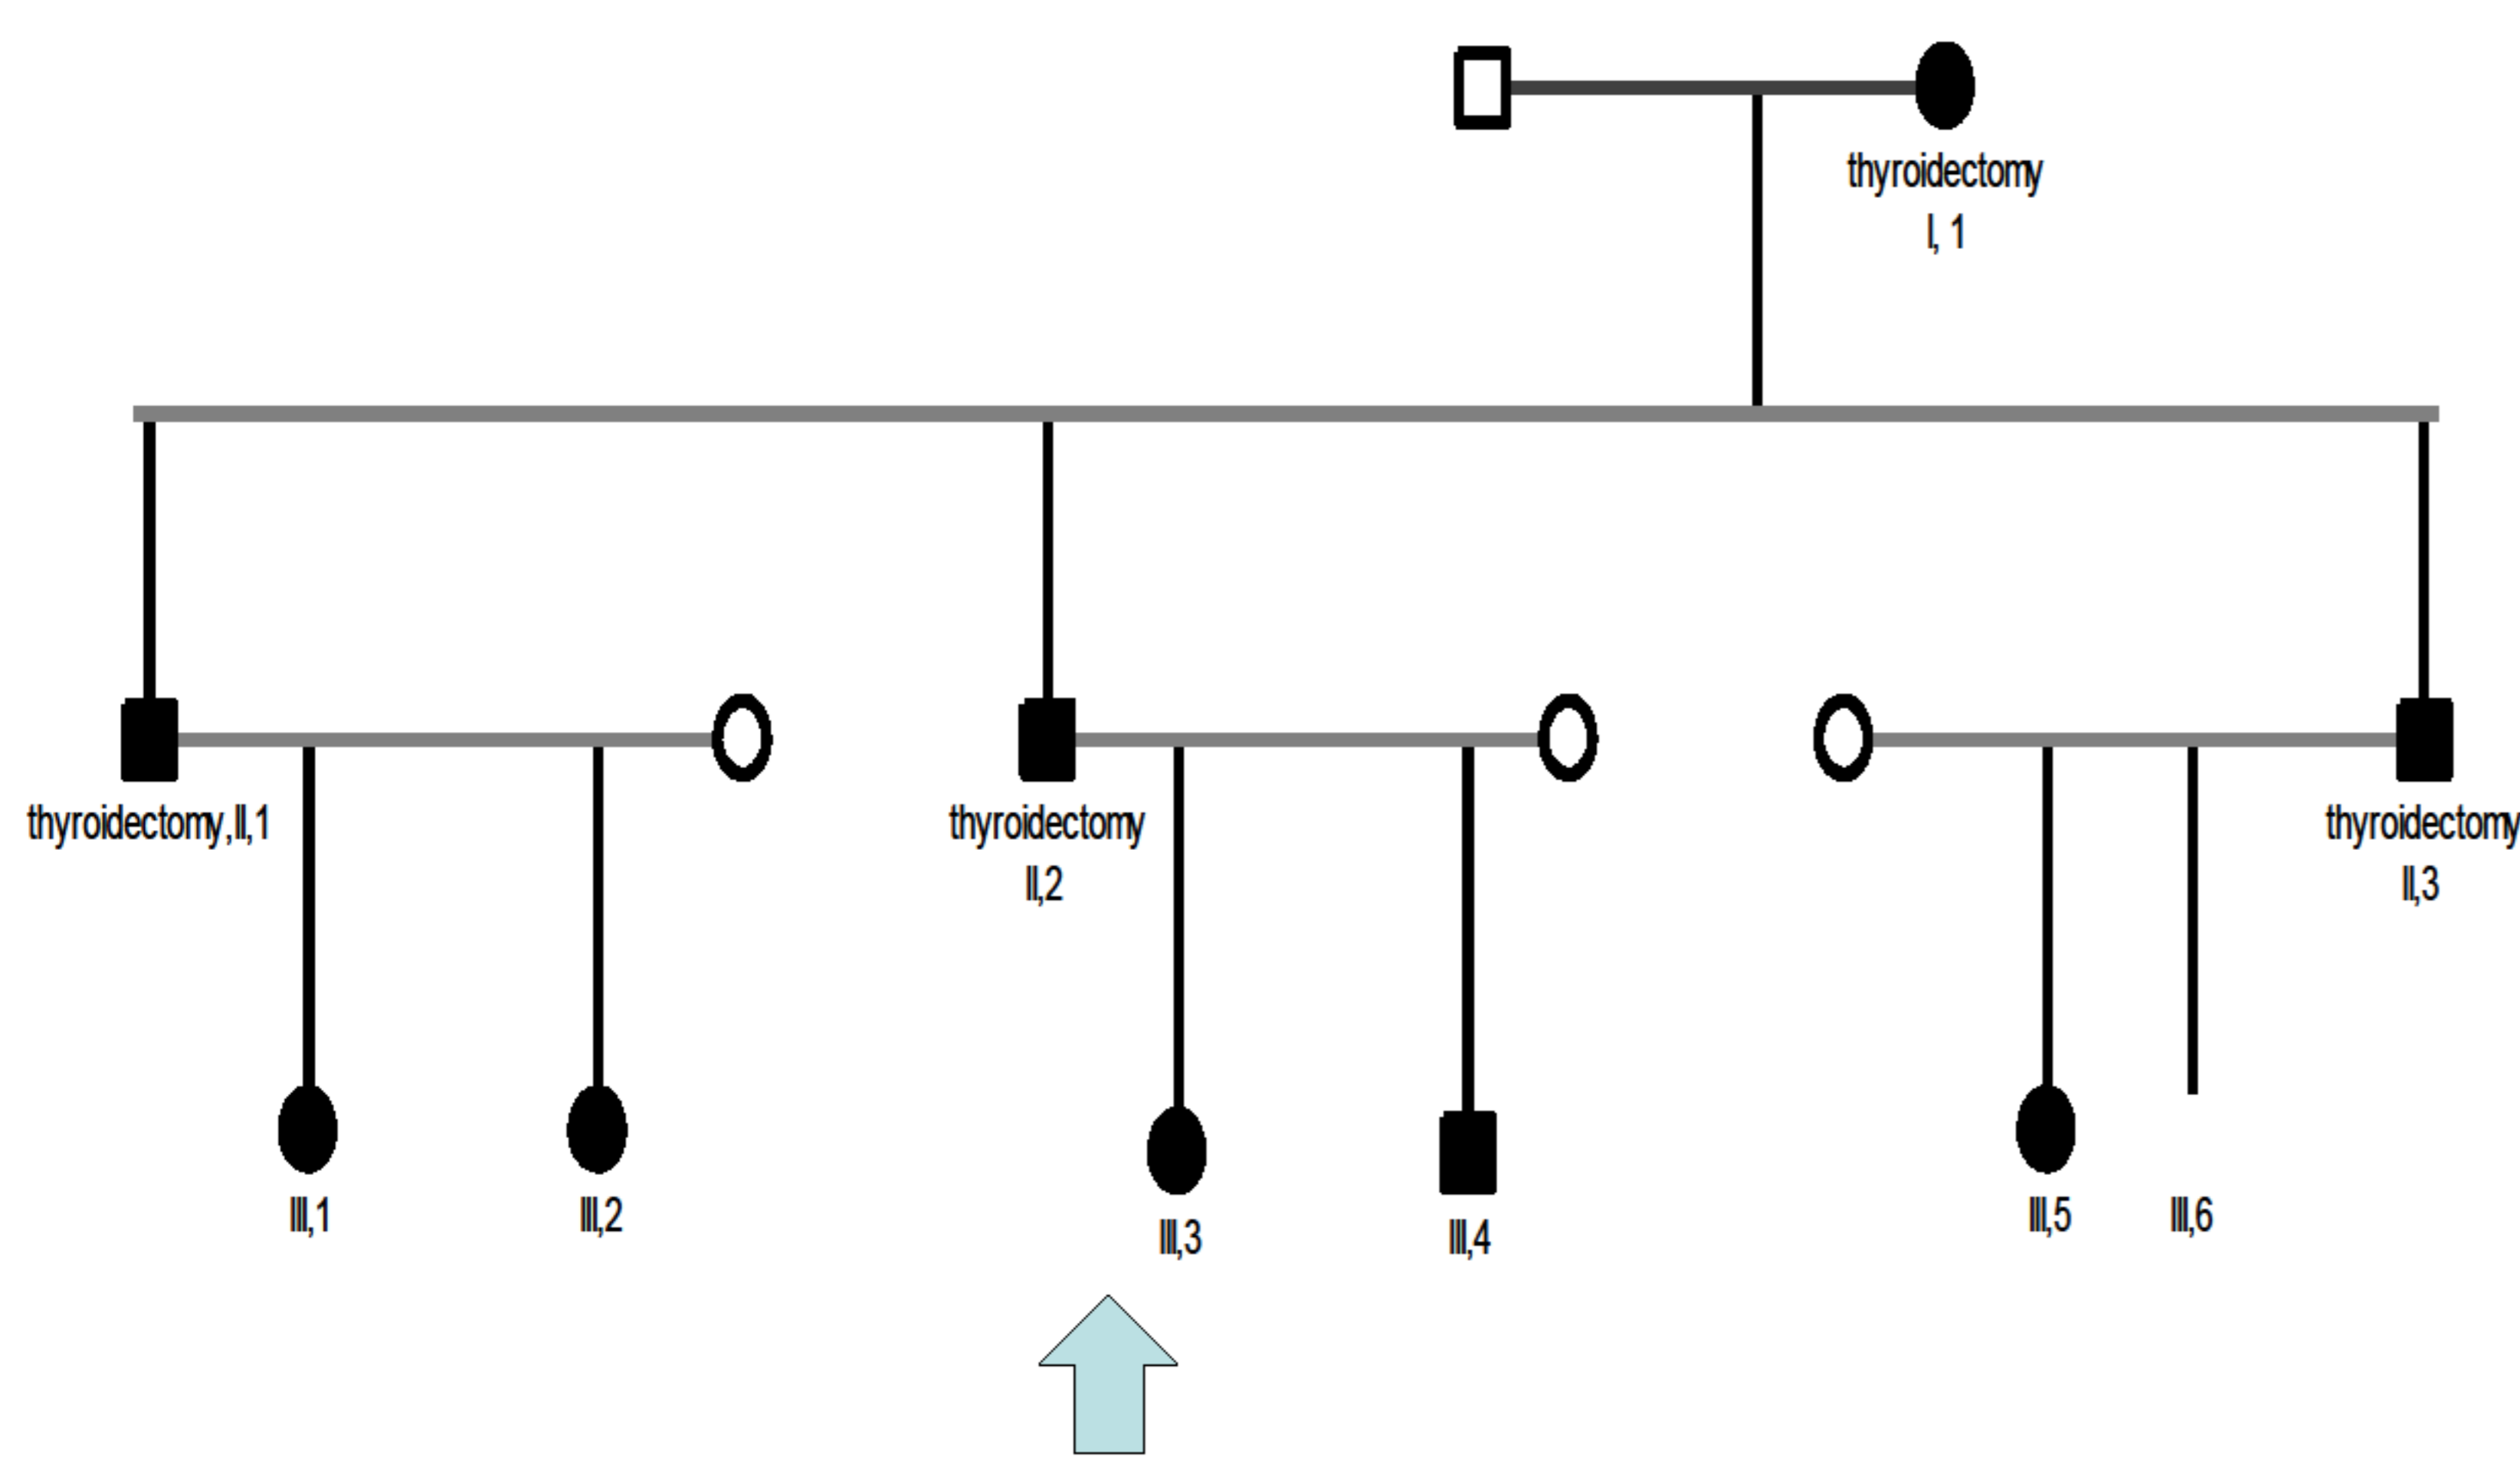 thyroidectomy
I, 1
thyroidectomy,II,1
thyroidectomy
II,2
thyroidectomy
II,3
III,1
III,2
III,3
III,4
III,5
III,6